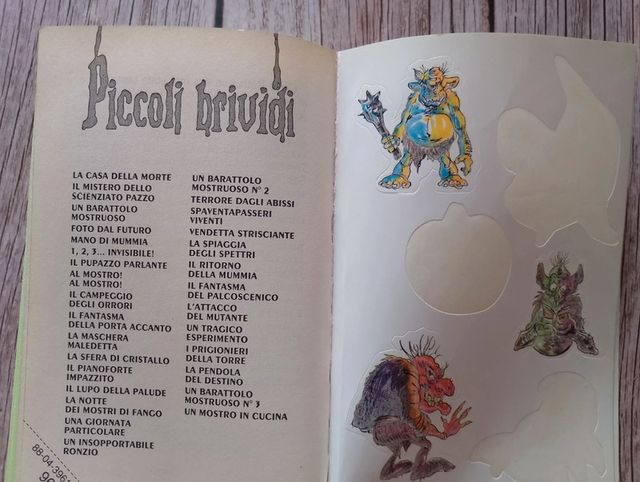 Piccoli brividi
LA CASA DELLA MORTE
IL MISTERO DELLO
SCIENZIATO PAZZO
UN BARATTOLO
MOSTRUOSO
FOTO DAL FUTURO
MANO DI MUMMIA
1, 2, 3... INVISIBILE!
IL PUPAZZO PARLANTE
AL MOSTRO!
AL MOSTRO!
IL CAMPEGGIO
DEGLI ORRORI
IL FANTASMA
DELLA PORTA ACCANTO
LA MASCHERA
MALEDETTA
LA SFERA DI CRISTALLO
IL PIANOFORTE
IMPAZZITO
IL LUPO DELLA PALUDE
LA NOTTE
DEI MOSTRI DI FANGO
UNA GIORNATA
PARTICOLARE
UN INSOPPORTABILE
RONZIO
UN BARATTOLO
MOSTRUOSO N° 2
TERRORE DAGLI ABISSI
SPAVENTAPASSERI
VIVENTI
VENDETTA STRISCIANTE
LA SPIAGGIA
DEGLI SPETTRI
IL RITORNO
DELLA MUMMIA
IL FANTASMA
DEL PALCOSCENICO
L'ATTACCO
DEL MUTANTE
UN TRAGICO
ESPERIMENTO
I PRIGIONIERI
DELLA TORRE
LA PENDOLA
DEL DESTINO
UN BARATTOLO
MOSTRUOSO N° 3
UN MOSTRO IN CUCINA